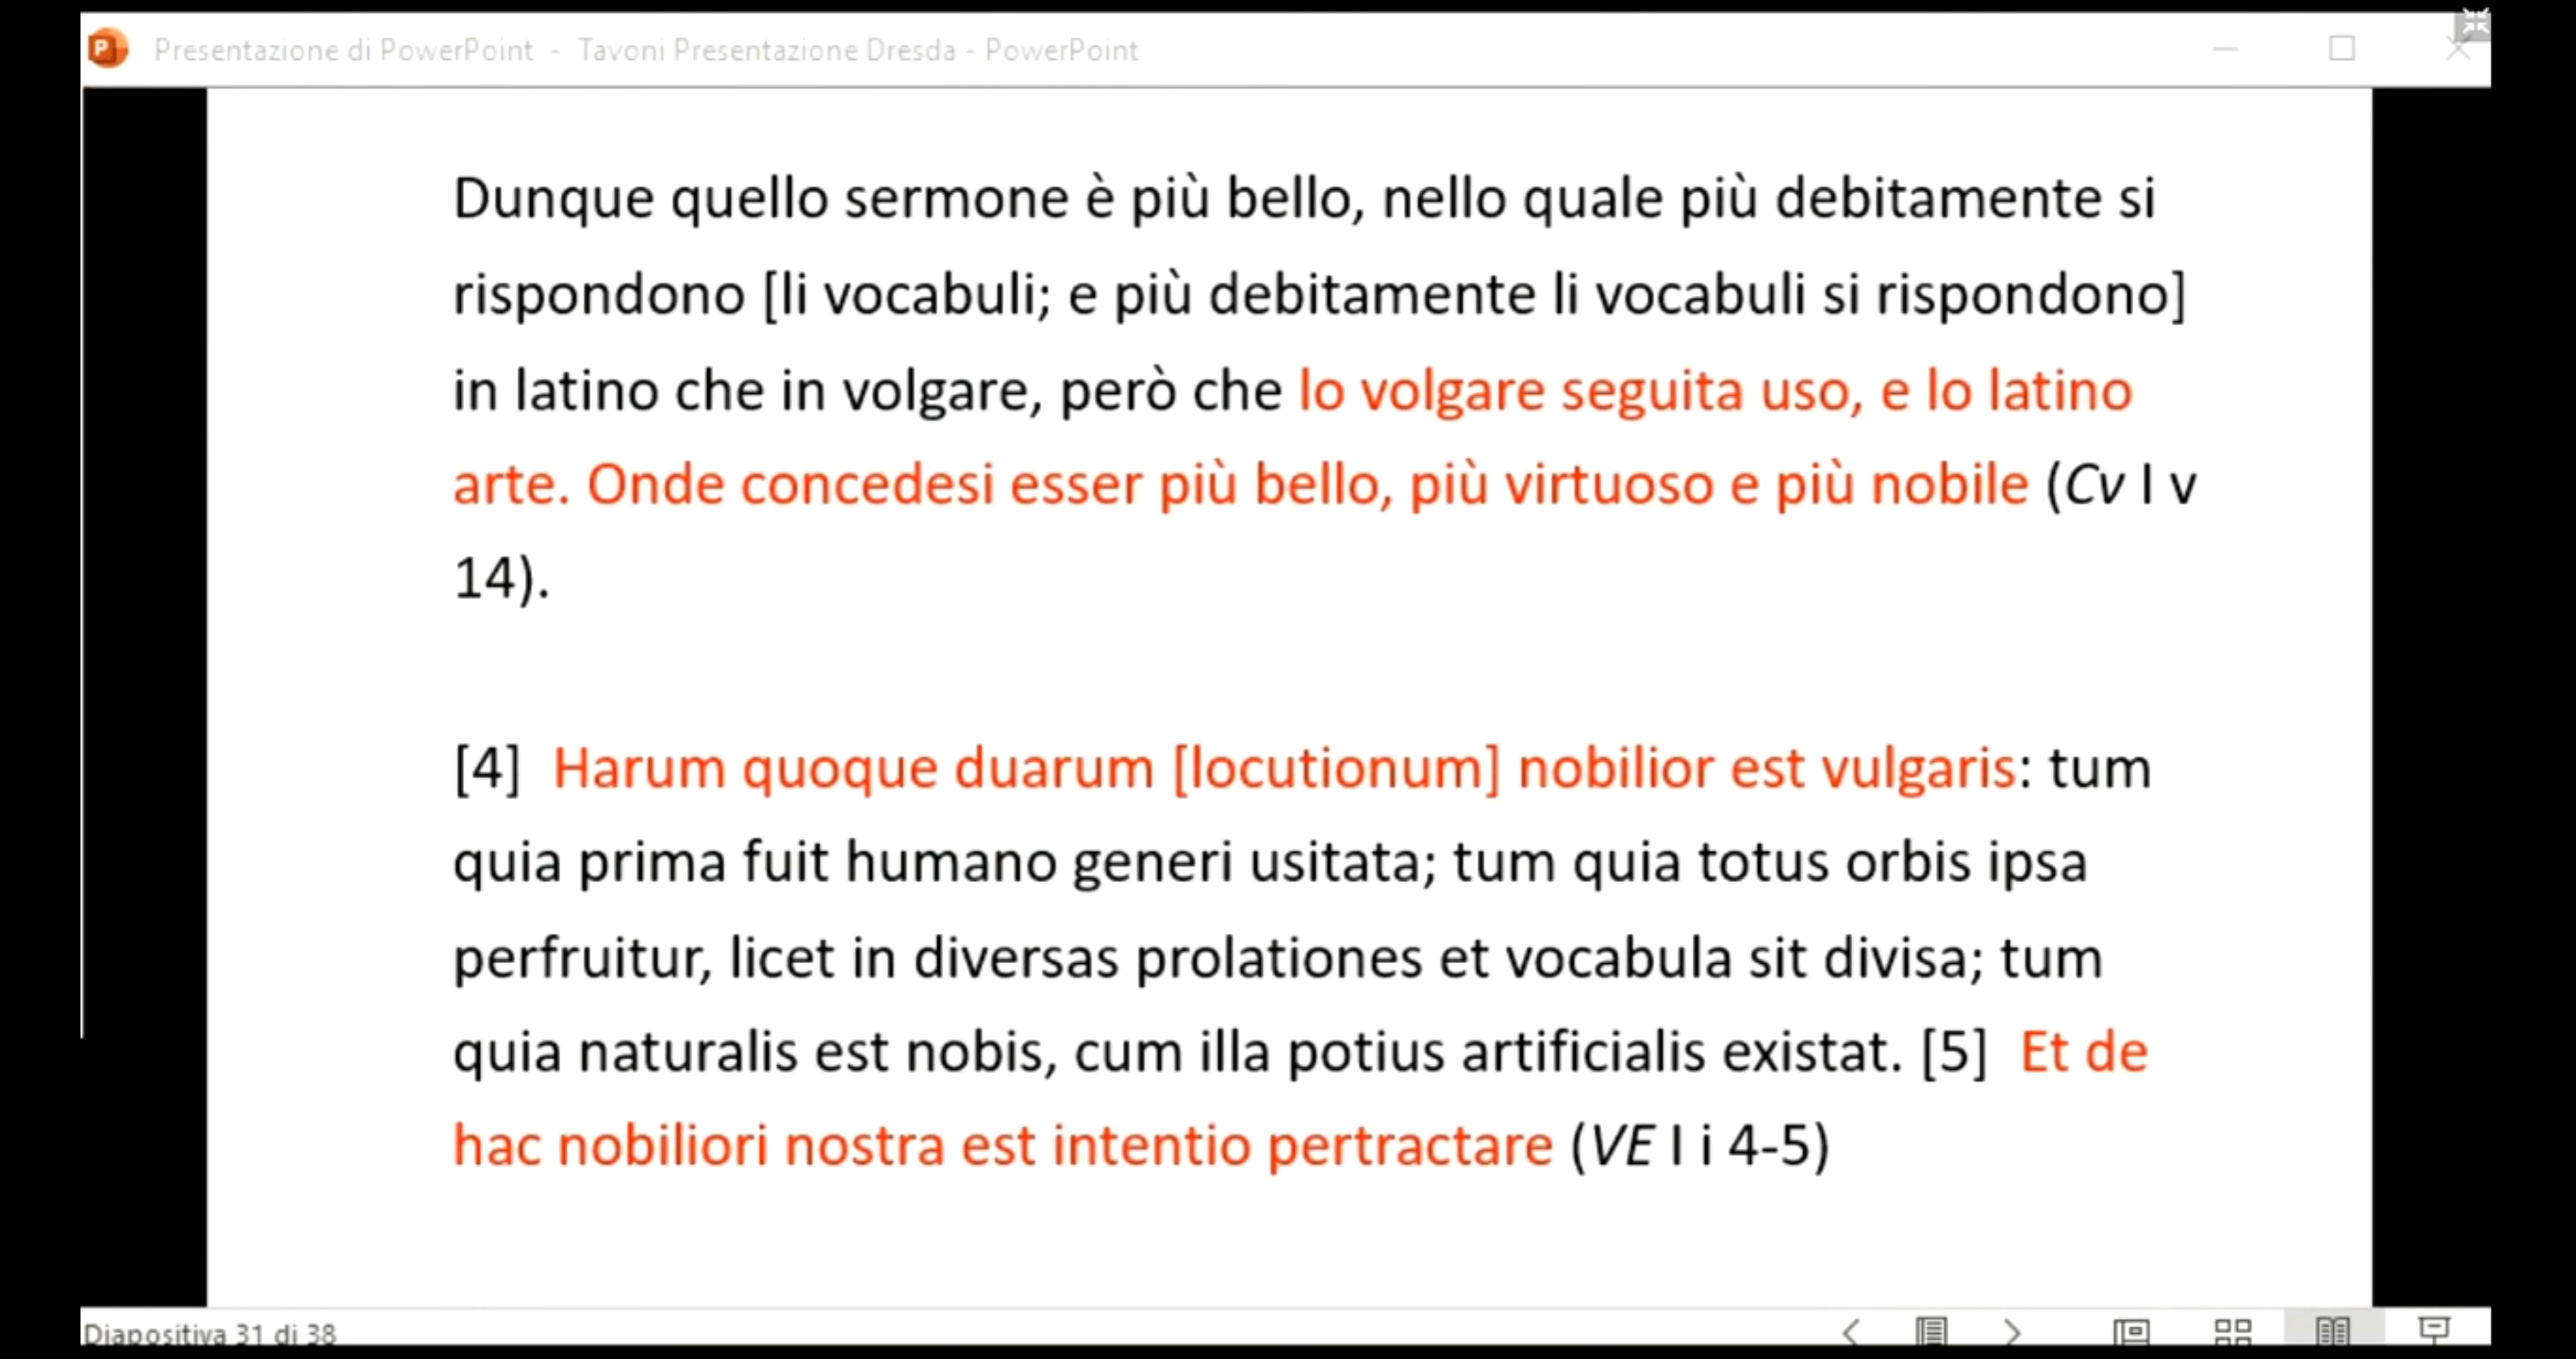 Presentazione di PowerPoint - Tavoni Presentazione Dresda - PowerPoint
Dunque quello sermone è più bello, nello quale più debitamente si
rispondono [li vocabuli; e più debitamente li vocabuli si rispondono]
in latino che in volgare, però che lo volgare seguita uso, e lo latino
arte. Onde concedesi esser più bello, più virtuoso e più nobile (Cv I v
14).
[4] Harum quoque duarum [locutionum] nobilior est vulgaris: tum
quia prima fuit humano generi usitata; tum quia totus orbis ipsa
perfruitur, licet in diversas prolationes et vocabula sit divisa; tum
quia naturalis est nobis, cum illa potius artificialis existat. [5] Et de
hac nobiliori nostra est intentio pertractare (VE I i 4-5)
Diapositiva 31 di 38